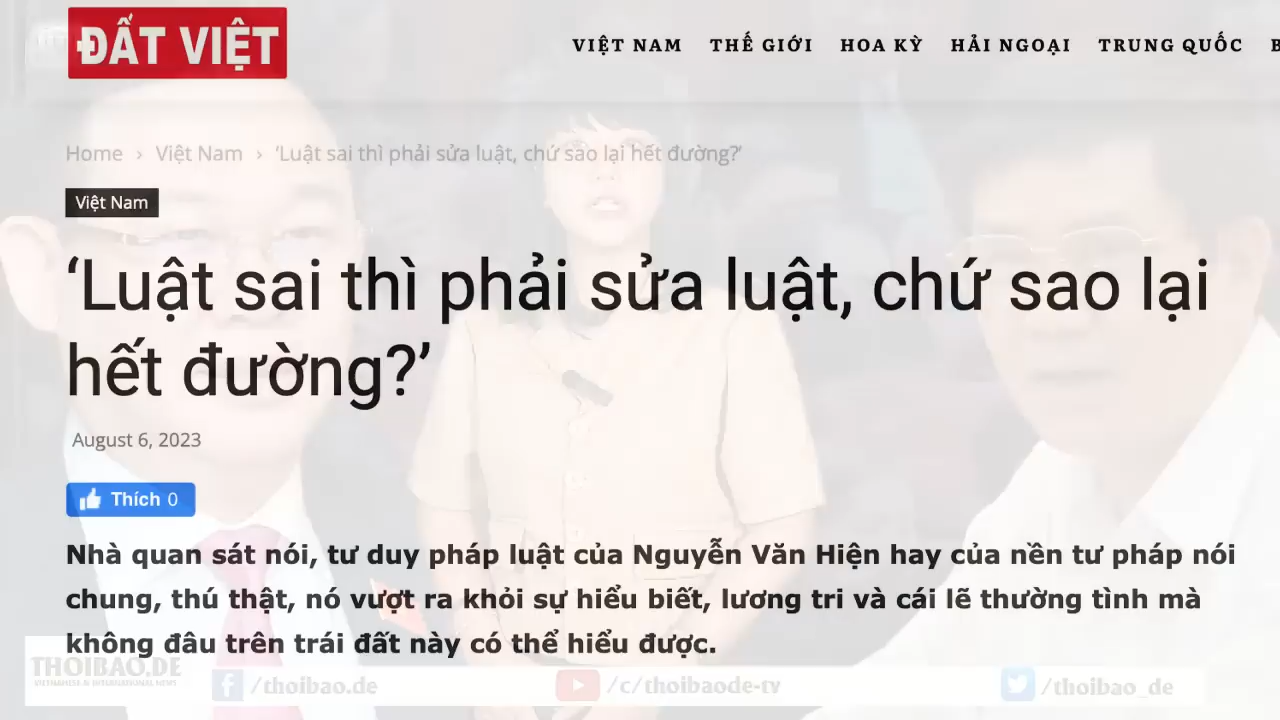 ĐẤT VIỆT
VIỆT NAM THẾ GIỚI HOA KỲ HẢI NGOẠI TRUNG QUỐC
Home › Việt Nam › ‘Luật sai thì phải sửa luật, chứ sao lại hết đường?’
Việt Nam
‘Luật sai thì phải sửa luật, chứ sao lại
hết đường?’
August 6, 2023
Thích 0
Nhà quan sát nói, tư duy pháp luật của Nguyễn Văn Hiện hay của nền tư pháp nói
chung, thú thật, nó vượt ra khỏi sự hiểu biết, lương tri và cái lẽ thường tình mà
không đâu trên trái đất này có thể hiểu được.
THOIBAO.DE
VIETNAMESE & INTERNATIONAL NEWS
/thoibao.de /c/thoibaode-tv /thoibao_de